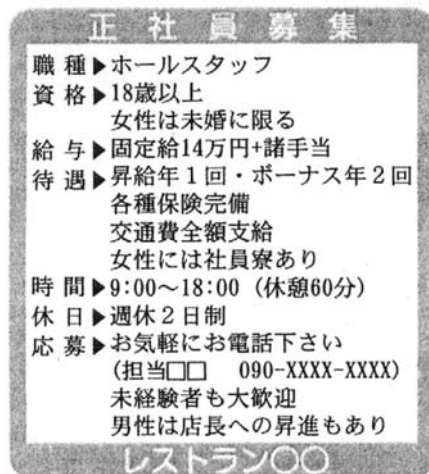 正社員募集
職種▶ホールスタッフ
資格▶18歳以上
女性は未婚に限る
給与▶固定給14万円+諸手当
待遇▶昇給年1回・ボーナス年2回
各種保険完備
交通費全額支給
女性には社員寮あり
時間▶9:00〜18:00（休憩60分）
休日▶週休2日制
応募▶お気軽にお電話下さい
(担当□□ 090-XXXX-XXXX)
未経験者も大歓迎
男性は店長への昇進もあり
レストラン○○